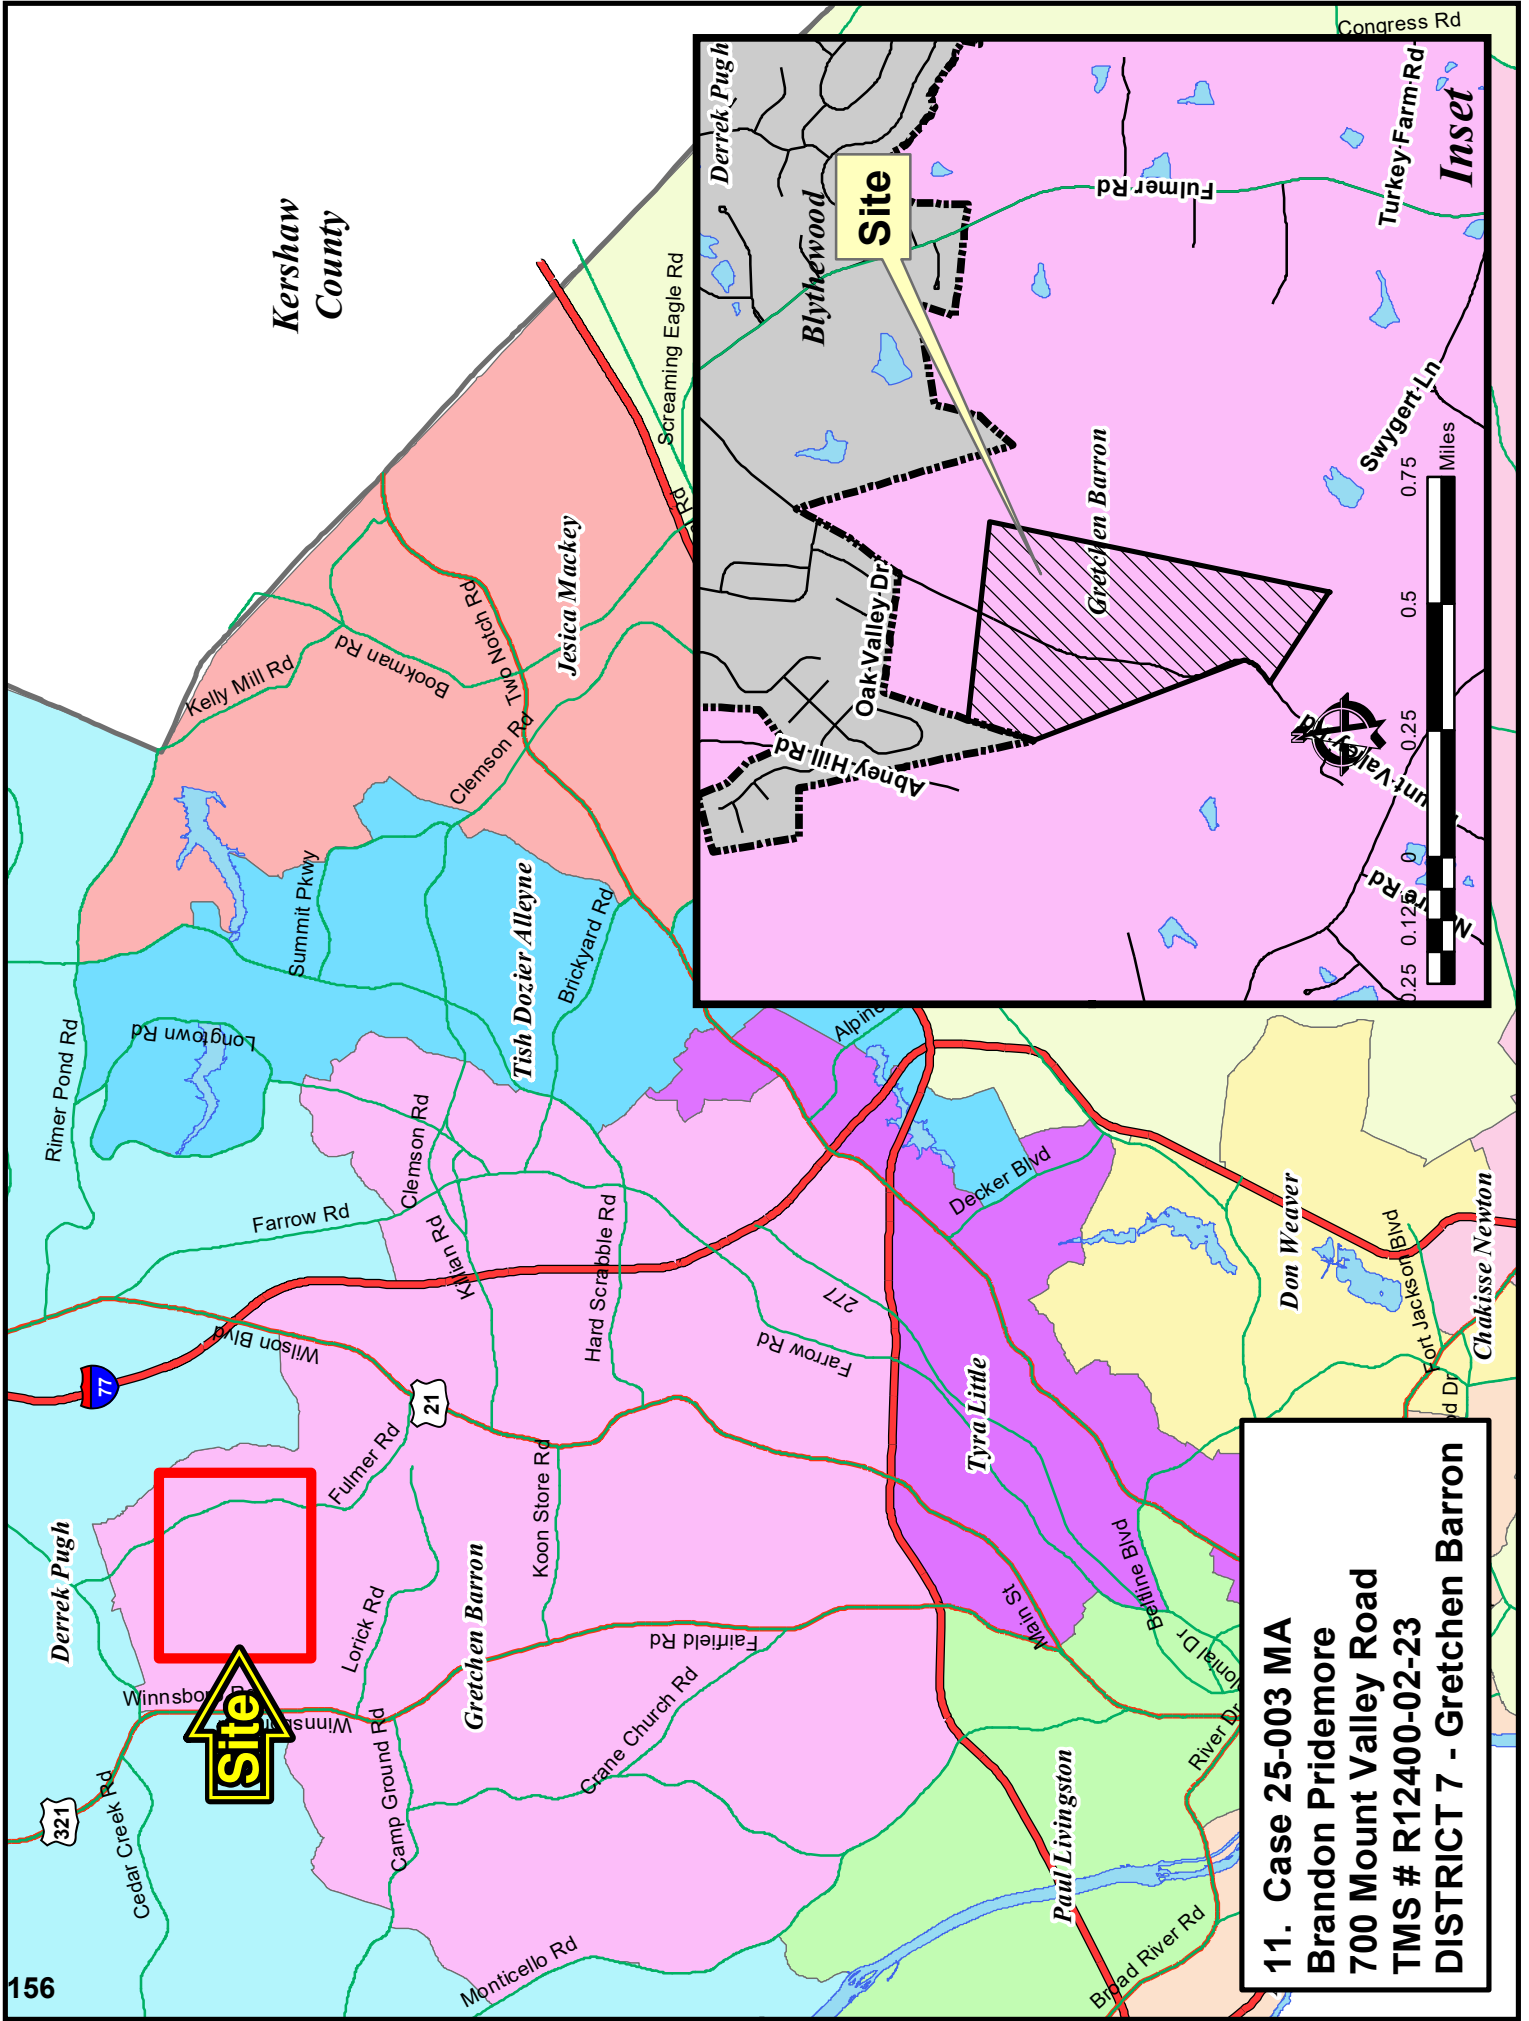 156
Kershaw
County
Derrek Pugh
Jesica Mackey
Tish Dozier Alleyne
Gretchen Barron
Tyra Little
Don Weaver
Chakisse Newton
Paul Livingston
Site
321
77
21
277
Cedar Creek Rd
Winnsboro Rd
Camp Ground Rd
Lorick Rd
Fulmer Rd
Wilson Blvd
Farrow Rd
Rimer Pond Rd
Longtown Rd
Summit Pkwy
Kelly Mill Rd
Bookman Rd
Two Notch Rd
Clemson Rd
Clemson Rd
Killian Rd
Brickyard Rd
Hard Scrabble Rd
Koon Store Rd
Crane Church Rd
Fairfield Rd
Monticello Rd
Farrow Rd
Screaming Eagle Rd
Rd
Alpine
Decker Blvd
Beltline Blvd
Main St
River Dr
Broad River Rd
Fort Jackson Blvd
Congress Rd
Inset
Derrek Pugh
Blythewood
Site
Gretchen Barron
Oak Valley Dr
Abney Hill Rd
Fulmer Rd
Turkey Farm Rd
Swygert Ln
N
0.25 0.125 0 0.25 0.5 0.75
Miles
11. Case 25-003 MA
Brandon Pridemore
700 Mount Valley Road
TMS # R12400-02-23
DISTRICT 7 - Gretchen Barron